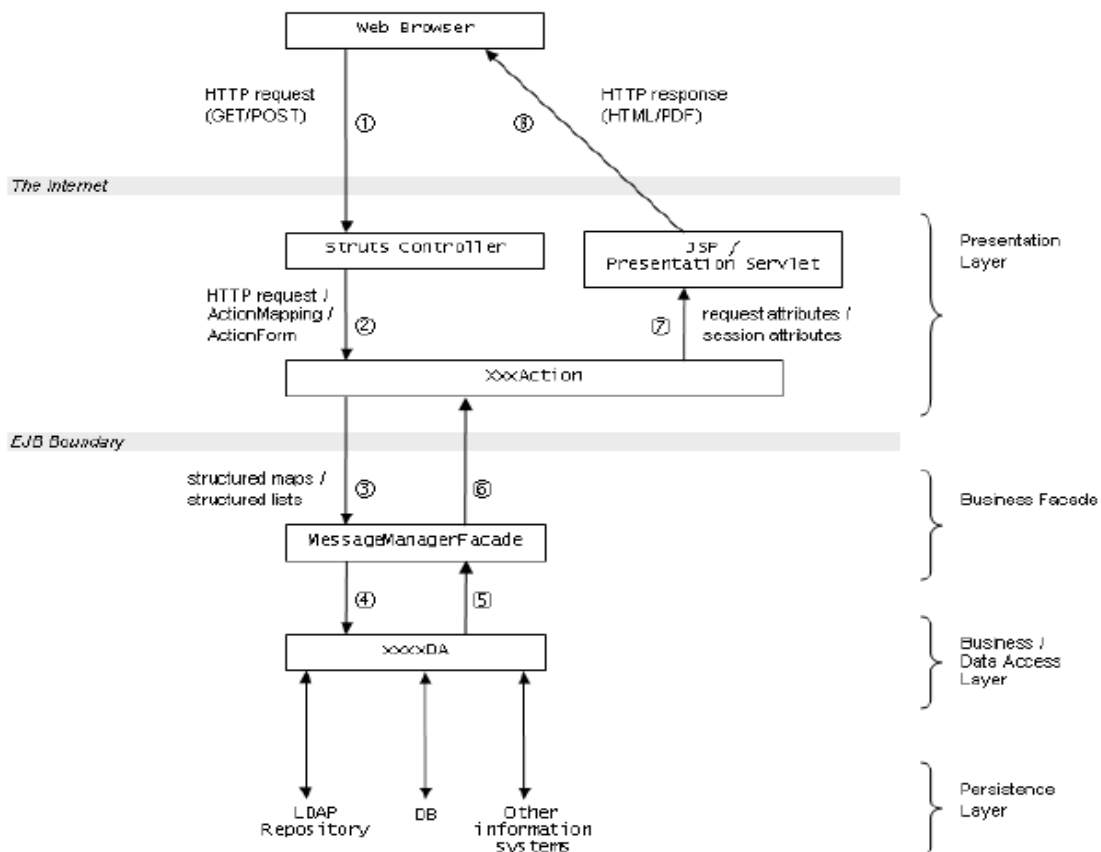 Web Browser
HTTP request
(GET/POST)
①
⑧
HTTP response
(HTML/PDF)
The Internet
Struts Controller
JSP /
Presentation Servlet
Presentation
Layer
HTTP request /
ActionMapping /
ActionForm
②
⑦
request attributes /
session attributes
XxxAction
EJB Boundary
structured maps /
structured lists
③
⑥
Business Facade
MessageManagerFacade
④
⑤
xxxxDA
Business /
Data Access
Layer
LDAP
Repository
DB
Other
information
systems
Persistence
Layer